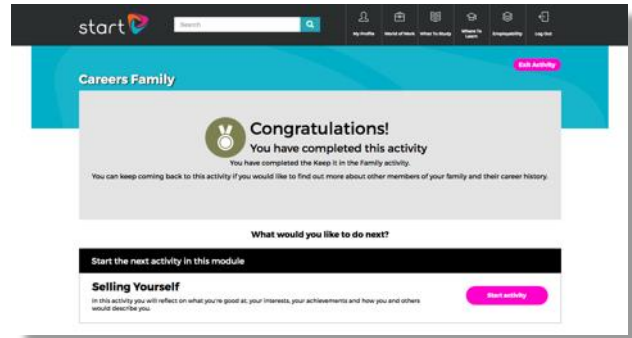 start
Search
My Profile
World of Work
What To Study
Where To
Learn
Employability
Log Out
Exit Activity
Careers Family
Congratulations!
You have completed this activity
You have completed the Keep it in the Family activity.
You can keep coming back to this activity if you would like to find out more about other members of your family and their career history.
What would you like to do next?
Start the next activity in this module
Selling Yourself
In this activity you will reflect on what you're good at, your interests, your achievements and how you and others
would describe you.
Start activity